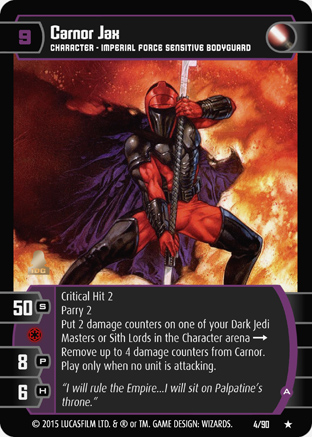 9
Carnor Jax
CHARACTER - IMPERIAL FORCE SENSITIVE BODYGUARD
50 S
Critical Hit 2
Parry 2
Put 2 damage counters on one of your Dark Jedi
Masters or Sith Lords in the Character arena →
8 P
Remove up to 4 damage counters from Carnor.
Play only when no unit is attacking.
6 H
“I will rule the Empire...I will sit on Palpatine’s
throne.”
A
© 2015 LUCASFILM LTD. & ® or TM. GAME DESIGN: WIZARDS. 4/90 ★